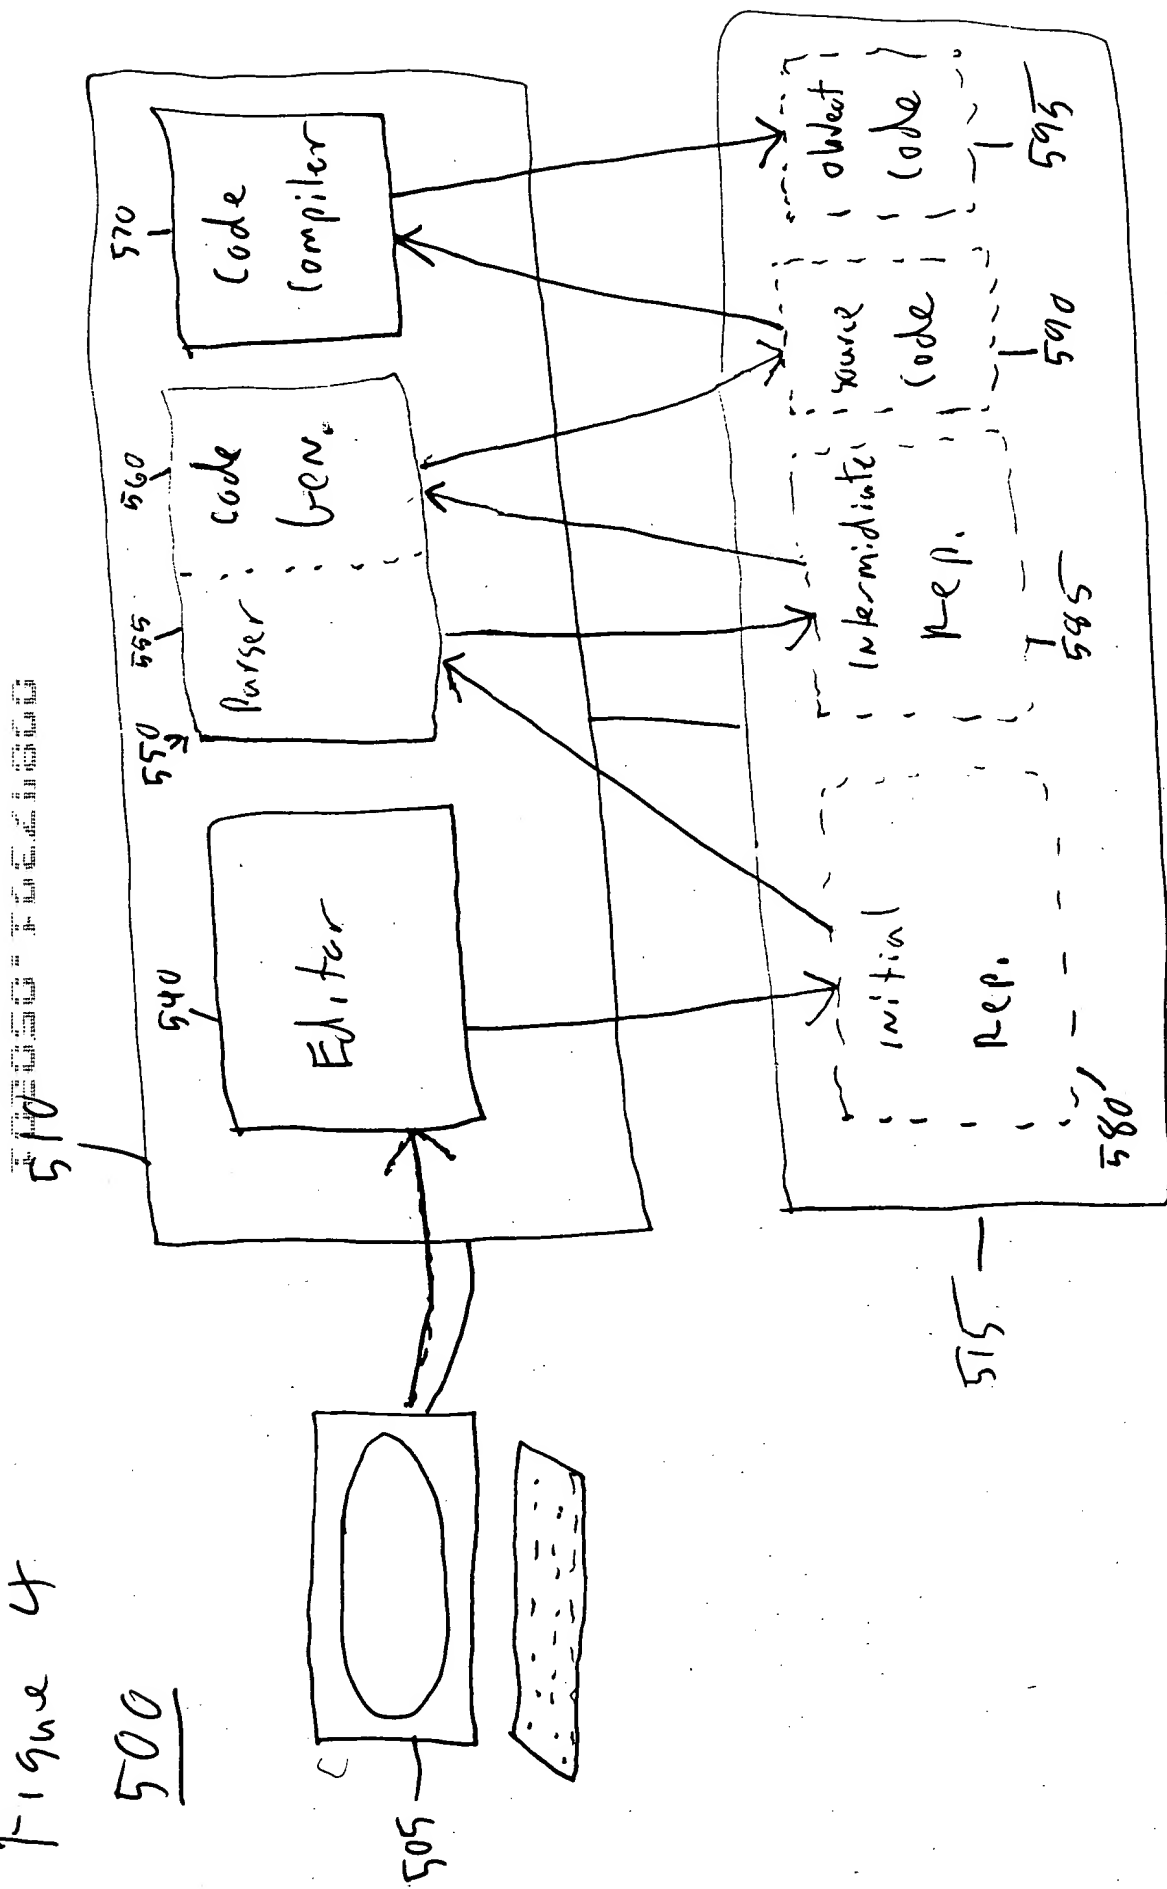 Figure 4
500
505
510
540
Editor
550
555
Parser
560
Code
Gen.
570
Code
Compiler
515
580
Initial
Rep.
585
Intermidiate
Rep.
590
source
Code
595
object
Code